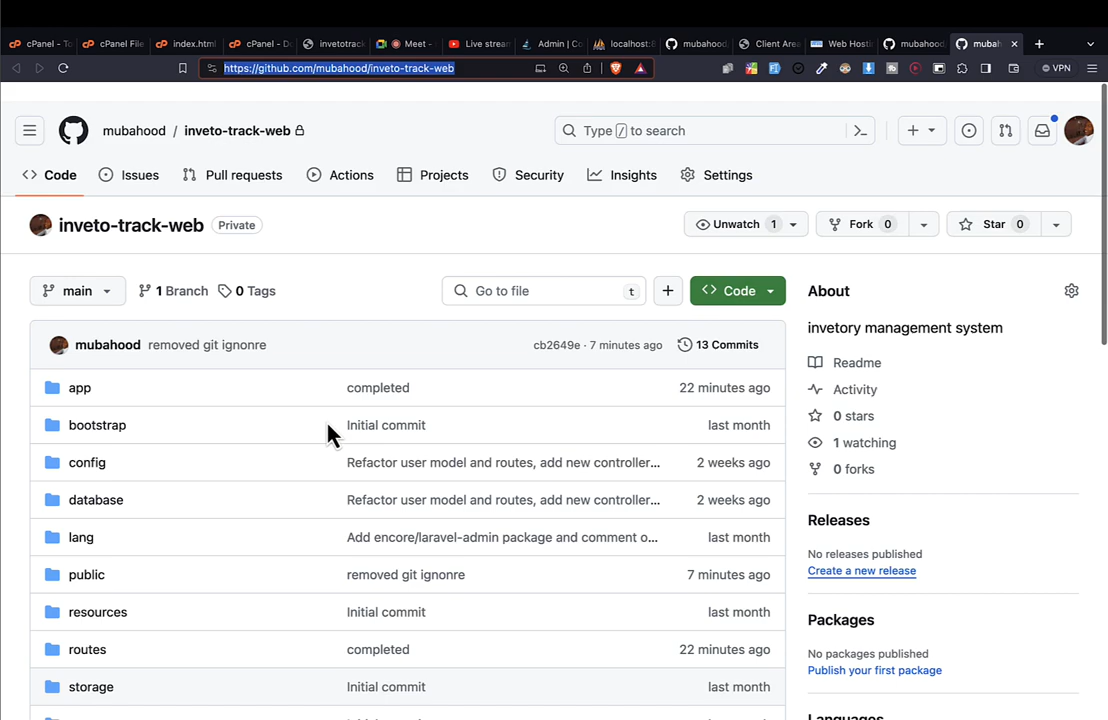 cPanel - To
cPanel File
index.html
cPanel - D
invetotrack
Meet -
Live stream
Admin | Co
localhost:8
mubahood
Client Area
Web Hosti
mubahood
mubah
https://github.com/mubahood/inveto-track-web
VPN
mubahood / inveto-track-web
Type / to search
Code
Issues
Pull requests
Actions
Projects
Security
Insights
Settings
inveto-track-web
Private
Unwatch 1
Fork 0
Star 0
main
1 Branch
0 Tags
Go to file t
Code
About
invetory management system
mubahood removed git ignonre
cb2649e · 7 minutes ago
13 Commits
Readme
Activity
0 stars
1 watching
0 forks
app completed 22 minutes ago
bootstrap Initial commit last month
config Refactor user model and routes, add new controller... 2 weeks ago
database Refactor user model and routes, add new controller... 2 weeks ago
lang Add encore/laravel-admin package and comment o... last month
public removed git ignonre 7 minutes ago
resources Initial commit last month
routes completed 22 minutes ago
storage Initial commit last month
Releases
No releases published
Create a new release
Packages
No packages published
Publish your first package
Languages